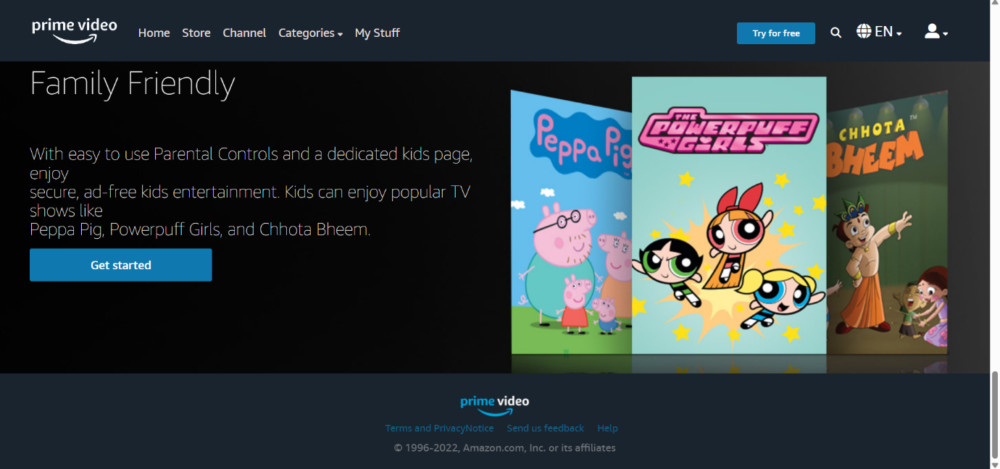 prime video
Home Store Channel Categories My Stuff
Try for free
EN
Family Friendly
With easy to use Parental Controls and a dedicated kids page,
enjoy
secure, ad-free kids entertainment. Kids can enjoy popular TV
shows like
Peppa Pig, Powerpuff Girls, and Chhota Bheem.
Get started
Peppa Pig
THE
POWERPUFF
GIRLS
CHHOTA ™
BHEEM
prime video
Terms and PrivacyNotice Send us feedback Help
© 1996-2022, Amazon.com, Inc. or its affiliates